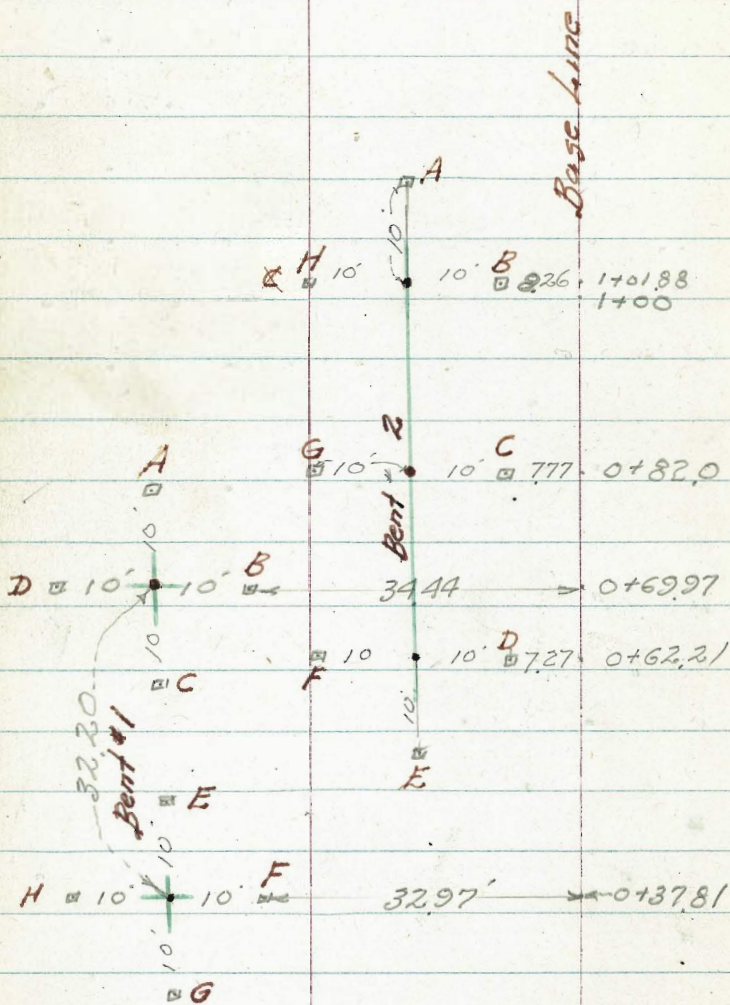 Base Line
A
10'
H 10' 10' B 8.26 1+01.88
1+00
Bent 2
G 10' 10' C 7.77 0+82.0
A
10'
D 10' 10' B 34.44 0+69.97
10
C
F 10 10' D 7.27 0+62.21
10'
E
32.20
Bent #1
E
10'
H 10' 10' F 32.97' 0+37.81
10'
G